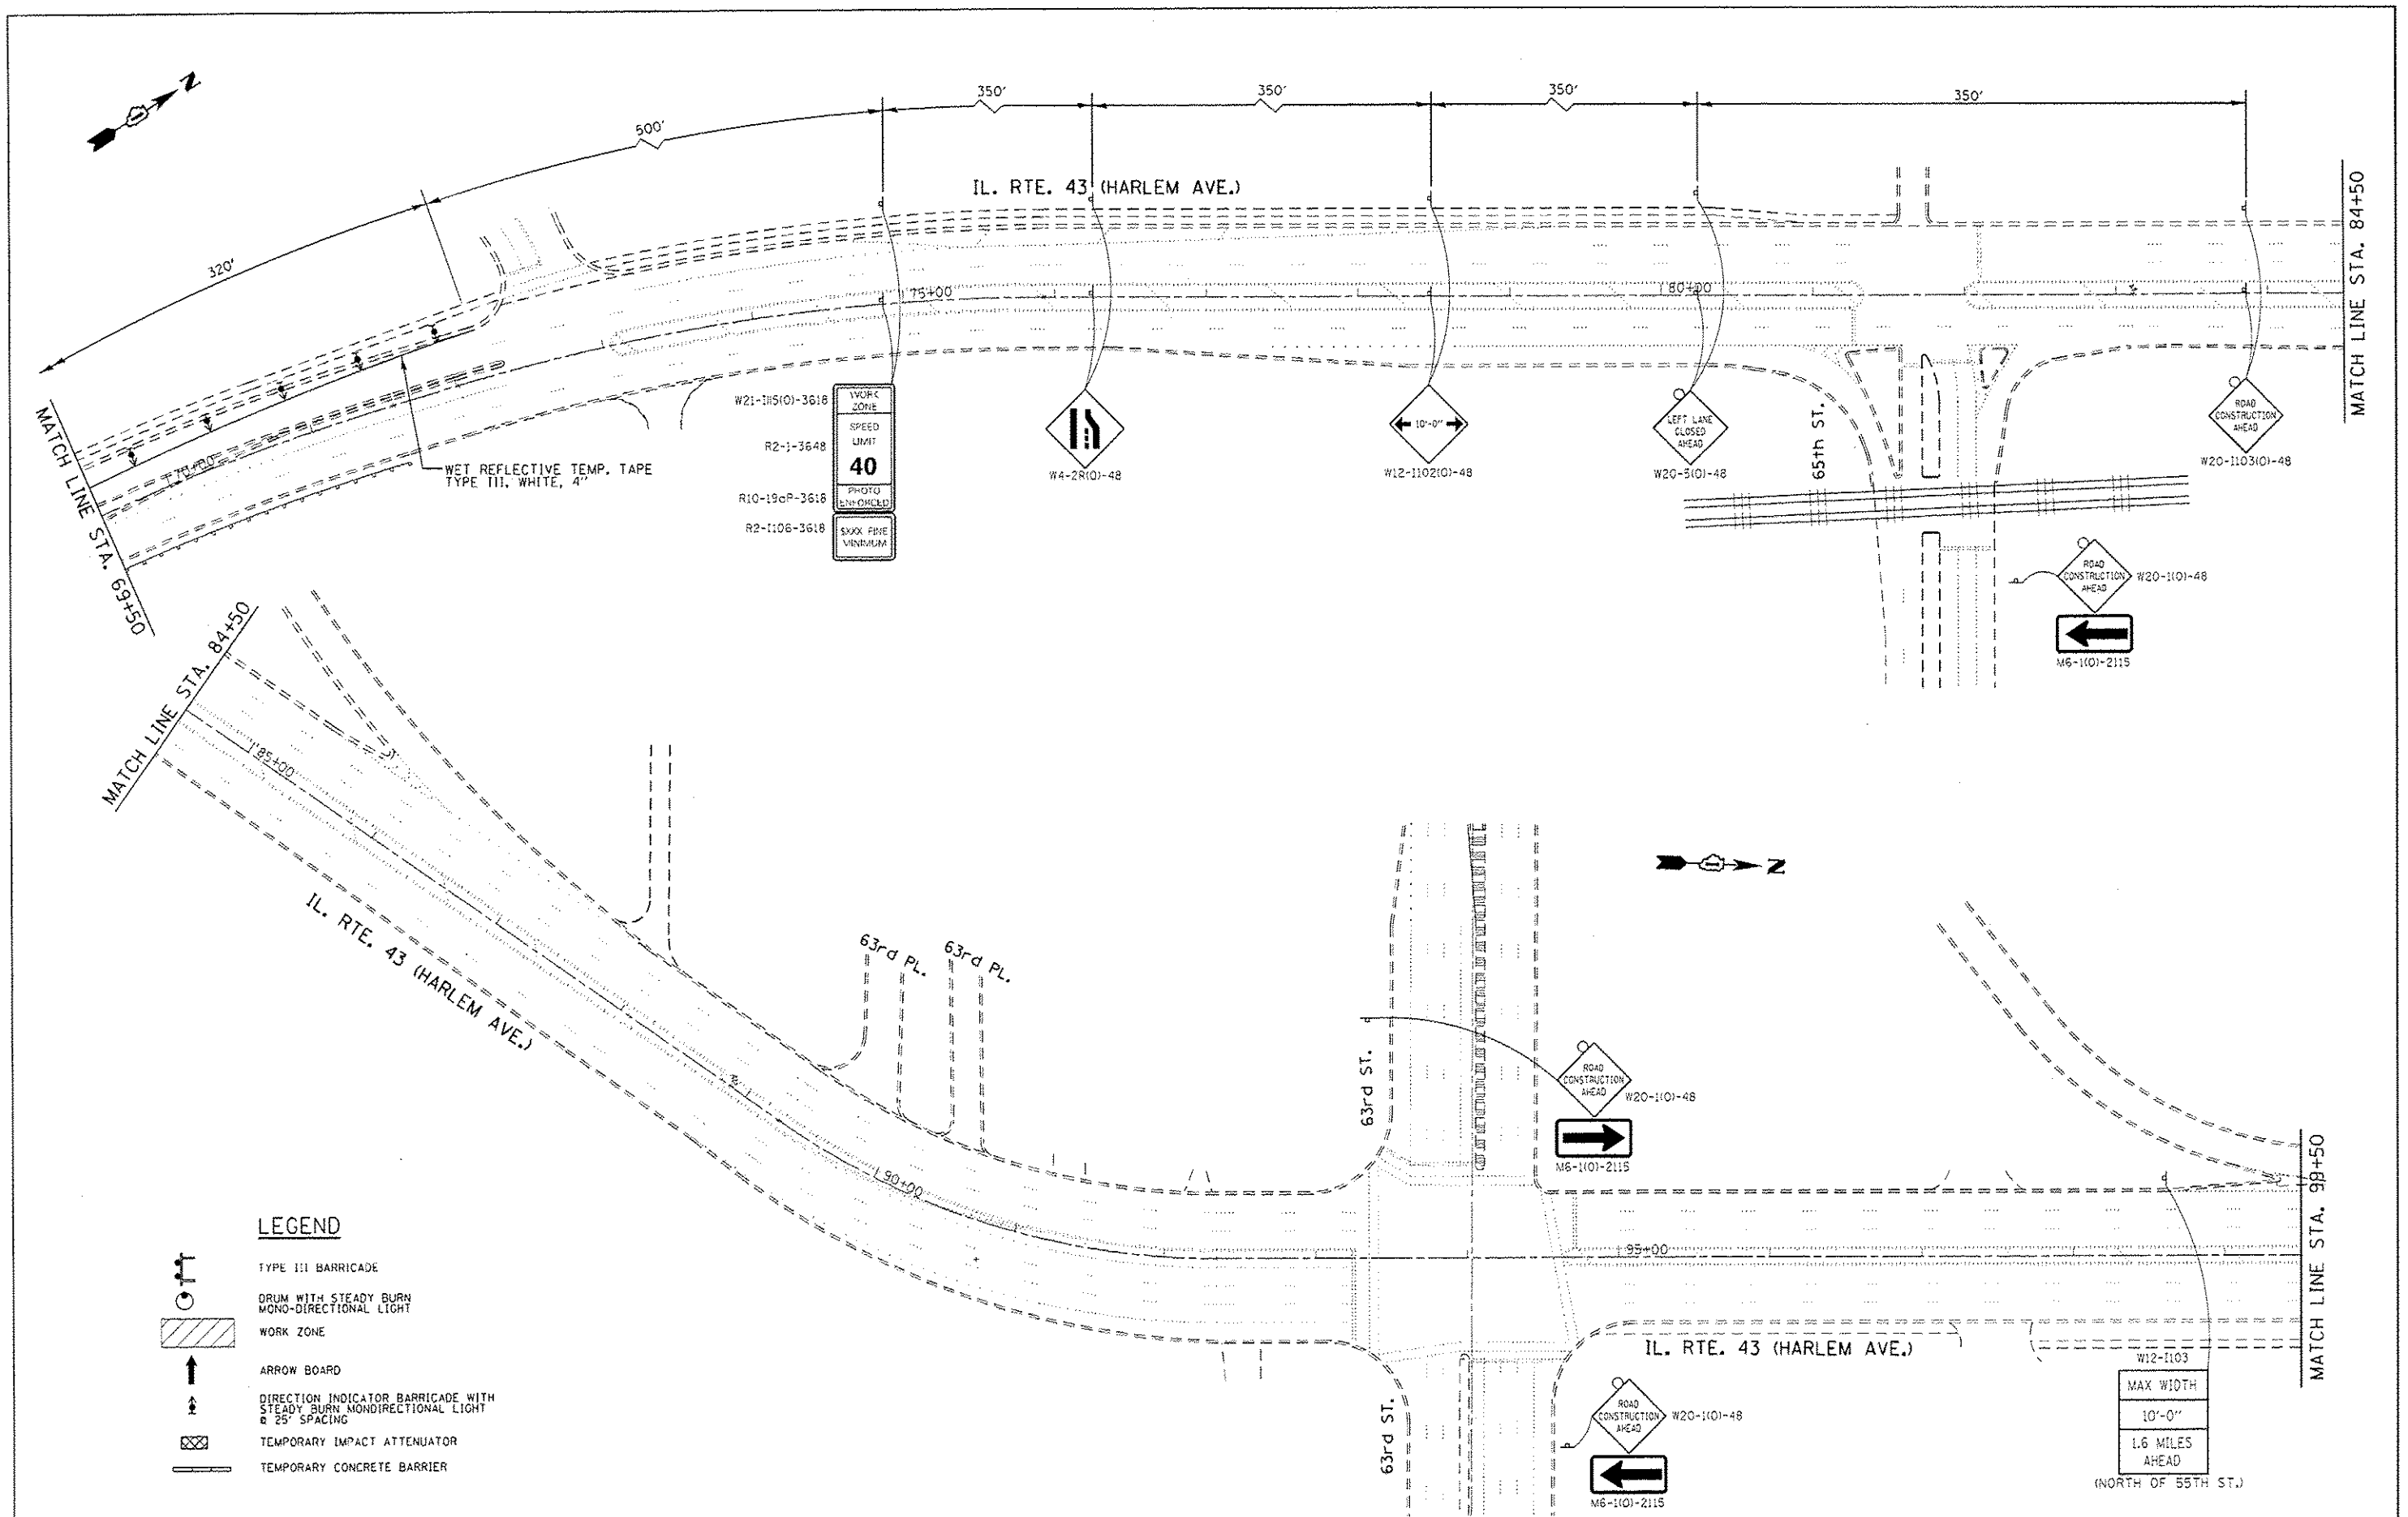 N
350'
350'
350'
350'
500'
320'
IL. RTE. 43 (HARLEM AVE.)
MATCH LINE STA. 84+50
75+00
80+00
70+00
MATCH LINE STA. 69+50
WET REFLECTIVE TEMP. TAPE
TYPE III, WHITE, 4"
W21-I115(O)-3618
WORK
ZONE
R2-1-3648
SPEED
LIMIT
40
R10-19aP-3618
PHOTO
ENFORCED
R2-I106-3618
$XXX FINE
MINIMUM
W4-2R(O)-48
10'-0"
W12-I102(O)-48
LEFT LANE
CLOSED
AHEAD
W20-5(O)-48
65th ST.
ROAD
CONSTRUCTION
AHEAD
W20-I103(O)-48
ROAD
CONSTRUCTION
AHEAD
W20-1(O)-48
M6-1(O)-2115
MATCH LINE STA. 84+50
85+00
IL. RTE. 43 (HARLEM AVE.)
63rd PL.
63rd PL.
90+00
N
63rd ST.
ROAD
CONSTRUCTION
AHEAD
W20-1(O)-48
M6-1(O)-2115
95+00
MATCH LINE STA. 99+50
IL. RTE. 43 (HARLEM AVE.)
63rd ST.
ROAD
CONSTRUCTION
AHEAD
W20-1(O)-48
M6-1(O)-2115
W12-I103
MAX WIDTH
10'-0"
1.6 MILES
AHEAD
(NORTH OF 55TH ST.)
LEGEND
TYPE III BARRICADE
DRUM WITH STEADY BURN
MONO-DIRECTIONAL LIGHT
WORK ZONE
ARROW BOARD
DIRECTION INDICATOR BARRICADE WITH
STEADY BURN MONDIRECTIONAL LIGHT
@ 25' SPACING
TEMPORARY IMPACT ATTENUATOR
TEMPORARY CONCRETE BARRIER